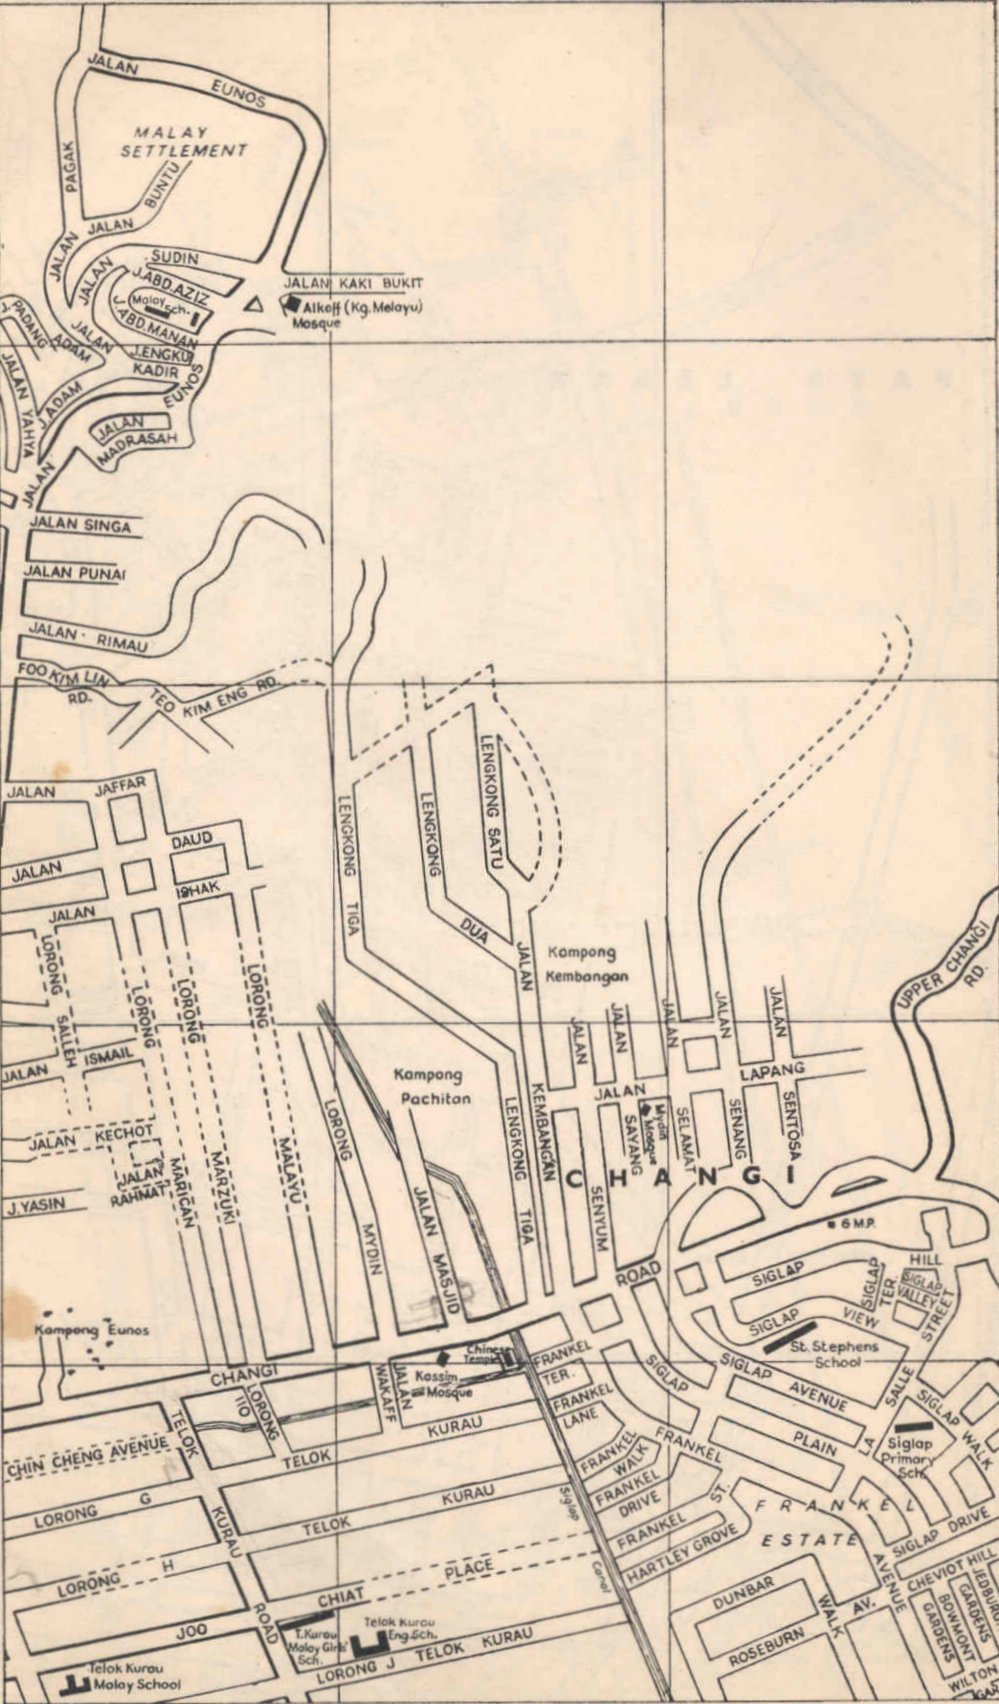 JALAN EUNOS
MALAY
SETTLEMENT
JALAN PAGAK
JALAN BUNTU
JALAN SUDIN
J.ABD.AZIZ
Malay Sch.
J.ABD.MANAN
J.ENGKU
KADIR
JALAN KAKI BUKIT
Alkoff (Kg.Melayu)
Mosque
J. PADANG
JALAN
ADAM
JALAN YAHYA
J.ADAM
JALAN EUNOS
JALAN
MADRASAH
JALAN SINGA
JALAN PUNAI
JALAN RIMAU
FOO KIM LIN
RD.
TEO KIM ENG RD.
JALAN JAFFAR
JALAN DAUD
JALAN ISHAK
LENGKONG TIGA
LENGKONG DUA
LENGKONG SATU
JALAN KEMBANGAN
Kampong
Kembangan
UPPER CHANGI
RD.
LORONG SALLEH
LORONG MARICAN
LORONG MARZUKI
LORONG MALAYU
JALAN ISMAIL
JALAN KECHOT
JALAN
RAHMAT
J.YASIN
Kampong
Pachitan
LORONG MYDIN
JALAN MASJID
LENGKONG TIGA
JALAN SENYUM
JALAN SAYANG
JALAN SELAMAT
JALAN SENANG
JALAN SENTOSA
JALAN LAPANG
Mydin
Mosque
CHANGI
6 M.P.
ROAD
SIGLAP HILL
SIGLAP
TER.
SIGLAP
VALLEY
SIGLAP VIEW
St. Stephens
School
LA SALLE STREET
Kampong Eunos
CHANGI
Chinese
Temple
Kassim
Mosque
JALAN
WAKAFF
LORONG
110
FRANKEL
TER.
FRANKEL
LANE
SIGLAP PLAIN
SIGLAP AVENUE
SIGLAP WALK
Siglap
Primary
Sch.
CHIN CHENG AVENUE
TELOK KURAU ROAD
TELOK KURAU
LORONG G
TELOK KURAU
LORONG H
CHIAT PLACE
JOO
FRANKEL
WALK
FRANKEL
DRIVE
FRANKEL ST.
HARTLEY GROVE
FRANKEL AVENUE
FRANKEL
ESTATE
Siglap Canal
SIGLAP DRIVE
CHEVIOT HILL
DUNBAR WALK
AV.
ROSEBURN
BOWMONT
GARDENS
JEDBURGH
GARDENS
WILTON
GAR
T.Kurau
Malay Girls'
Sch.
Telok Kurau
Eng.Sch.
LORONG J TELOK KURAU
Telok Kurau
Malay School